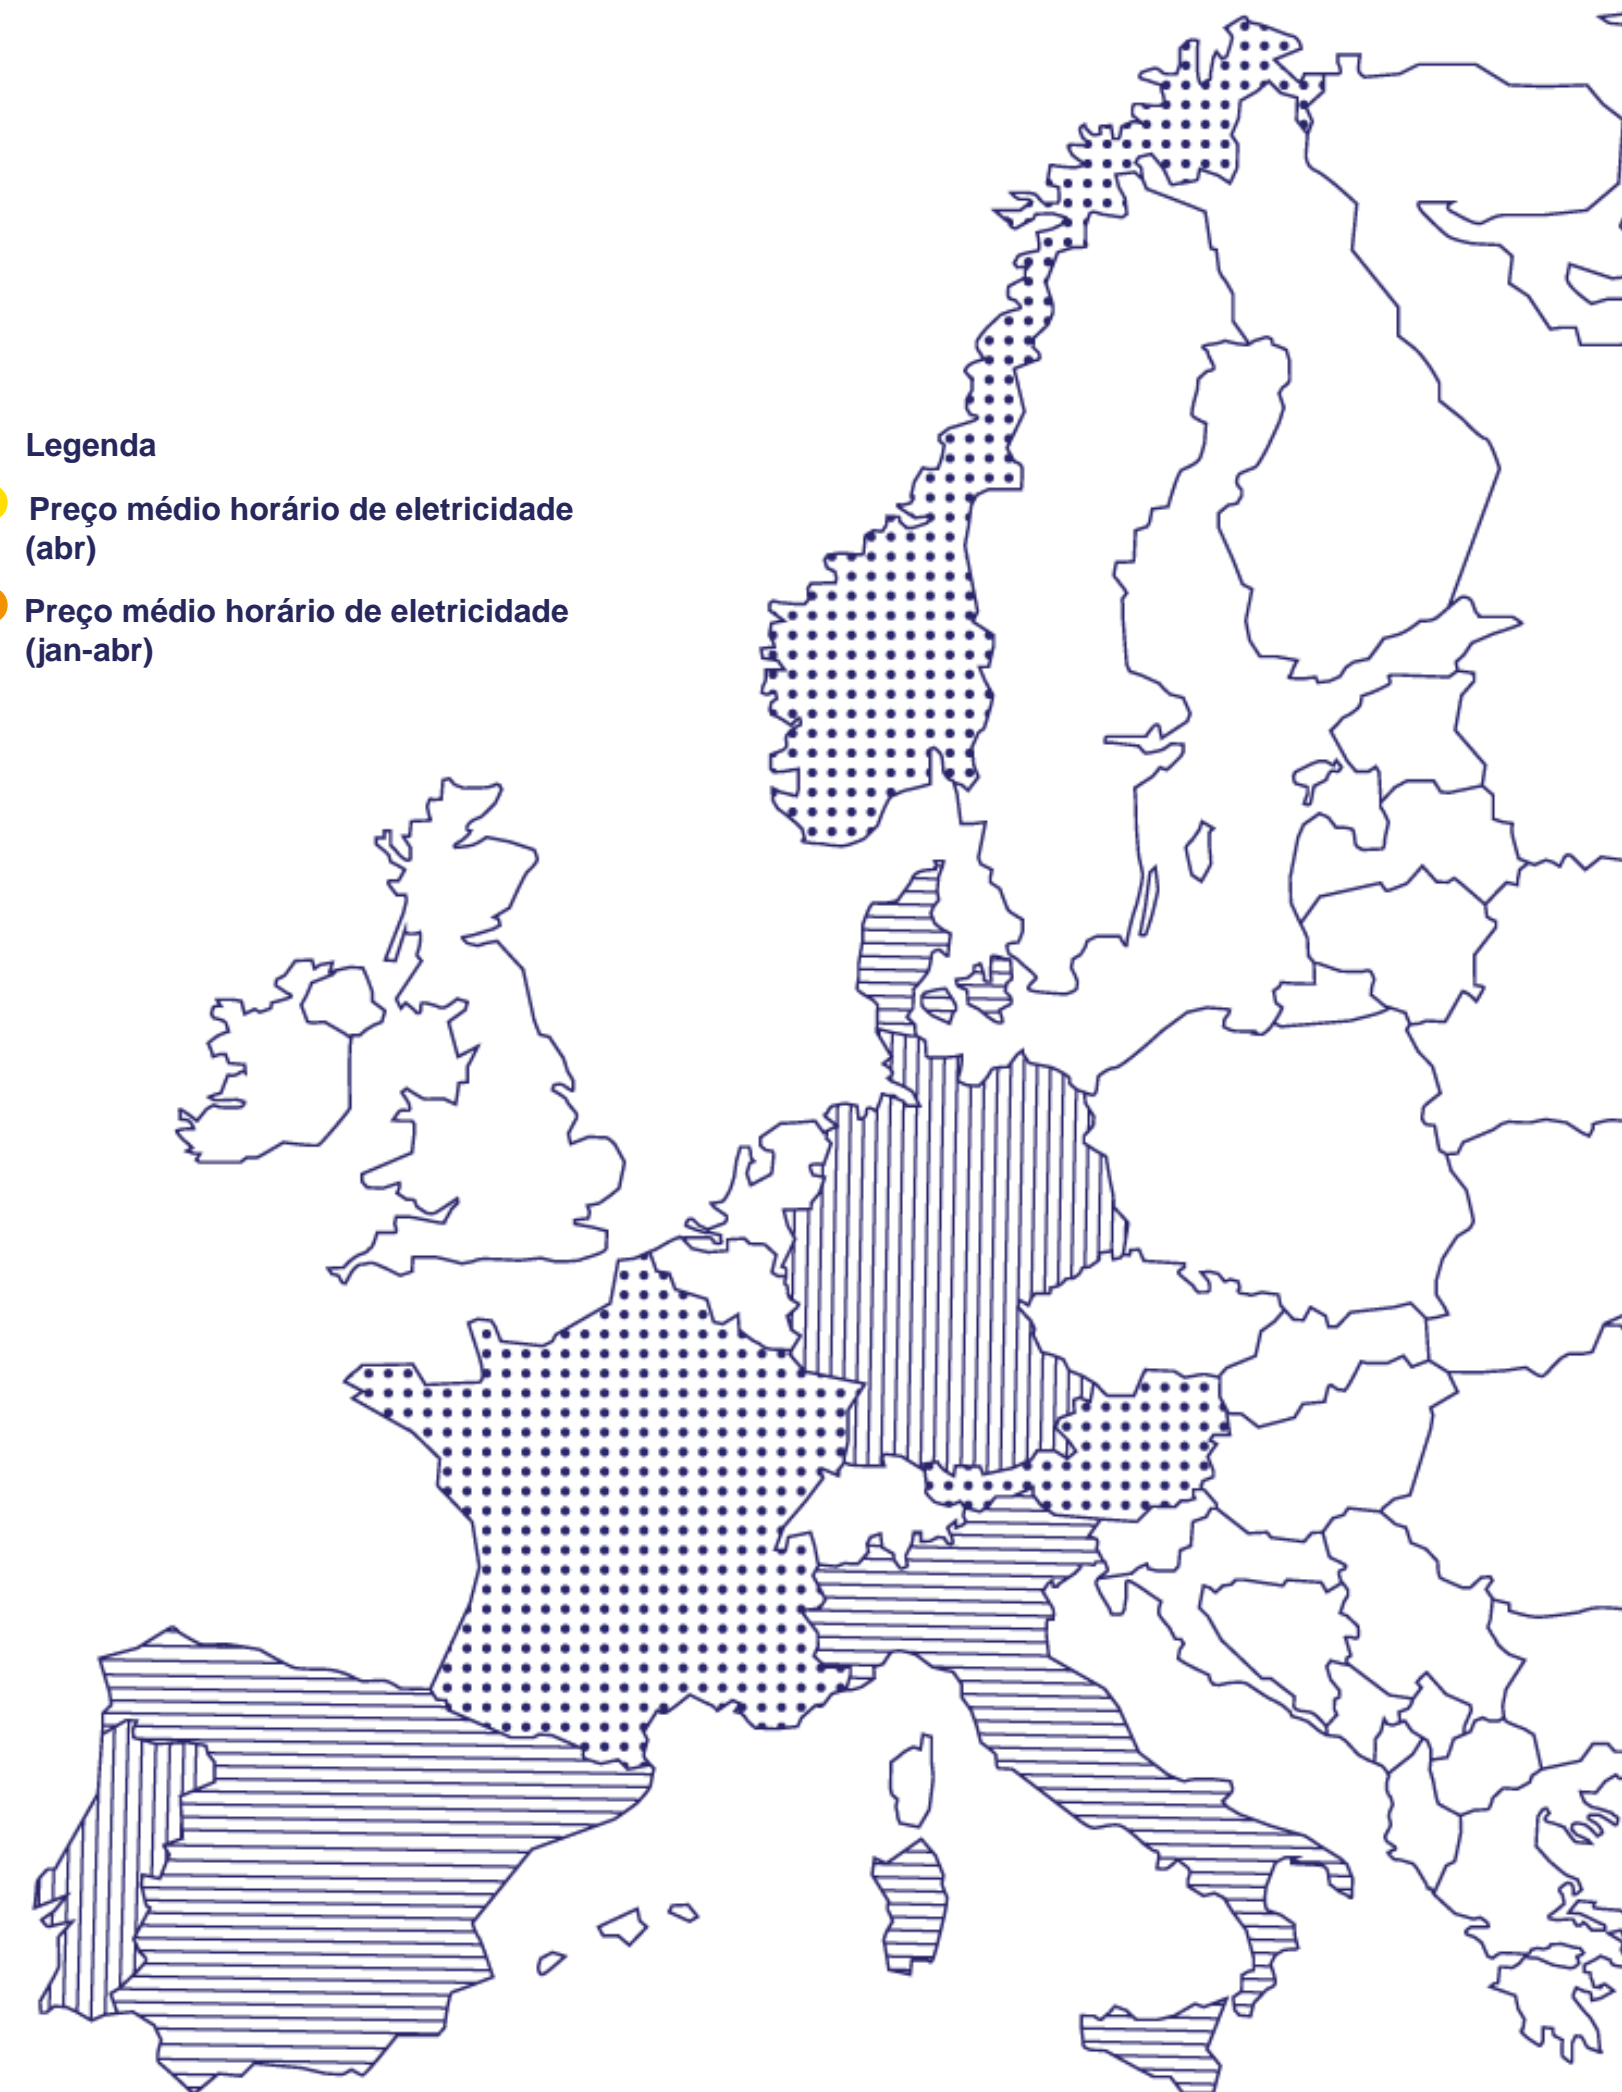 Legenda
Preço médio horário de eletricidade
(abr)
Preço médio horário de eletricidade
(jan-abr)